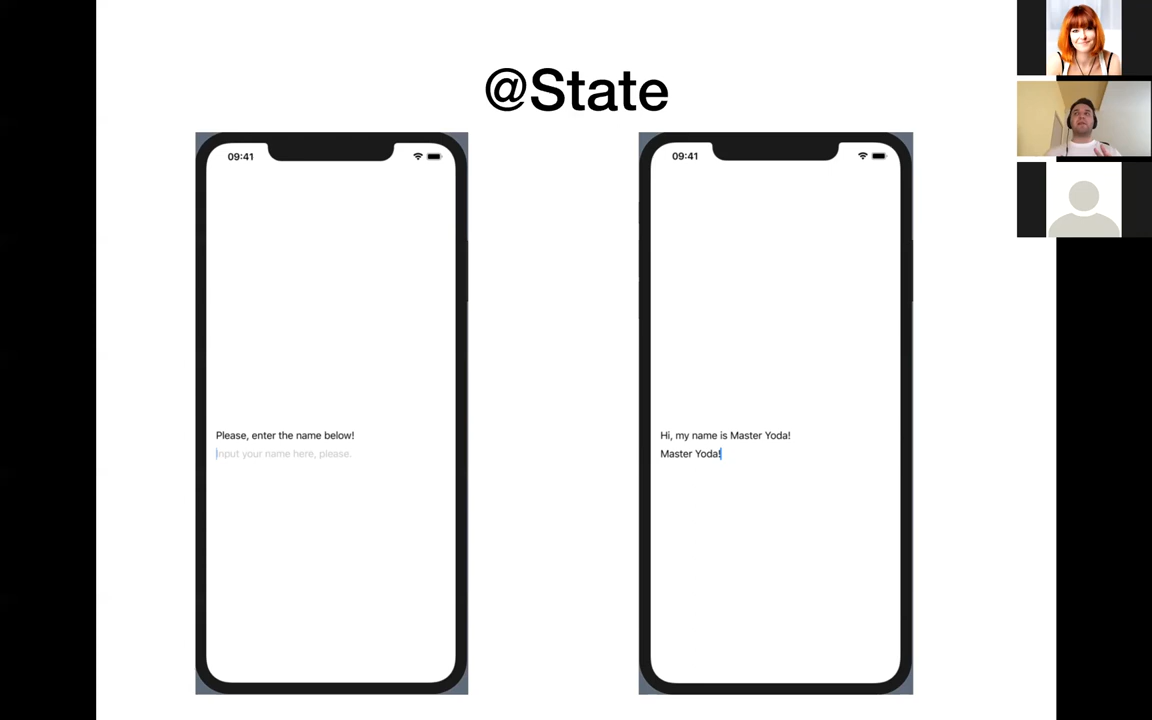 @State
09:41
Please, enter the name below!
Input your name here, please.
09:41
Hi, my name is Master Yoda!
Master Yoda!